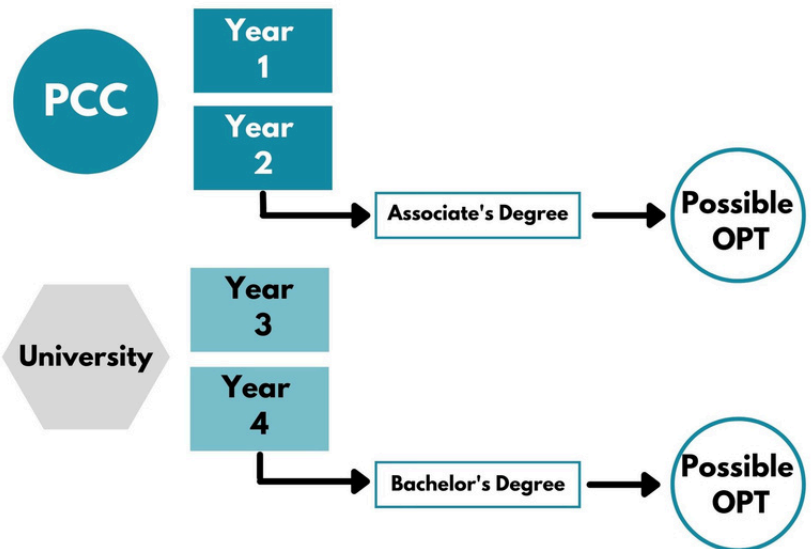 PCC
Year
1
Year
2
Associate's Degree
Possible
OPT
University
Year
3
Year
4
Bachelor's Degree
Possible
OPT